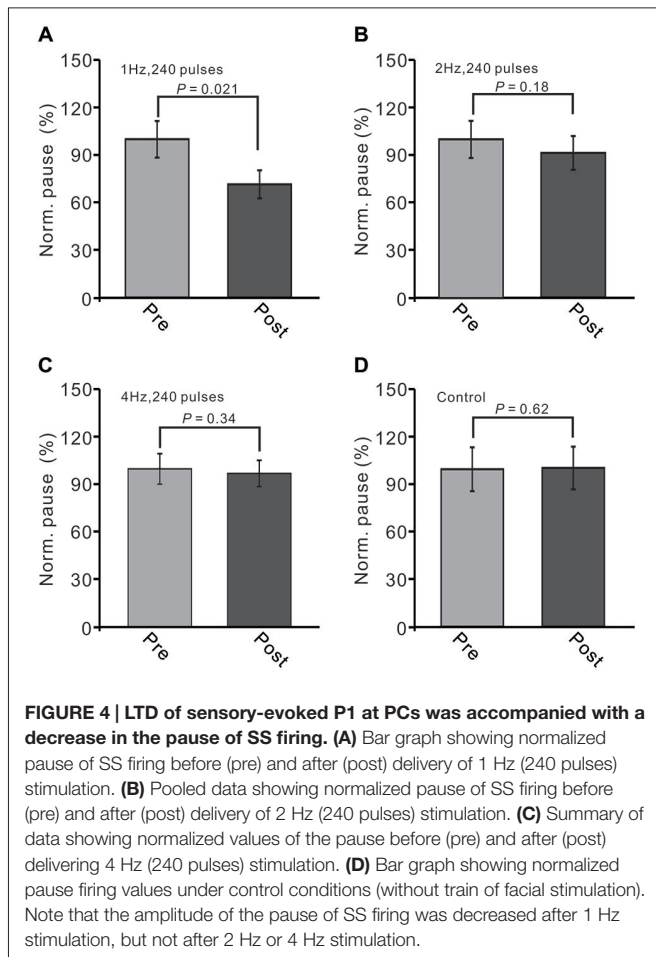 A
1Hz,240 pulses
P = 0.021
Norm. pause (%)
150
120
90
60
30
0
Pre
Post
B
2Hz,240 pulses
P = 0.18
Norm. pause (%)
150
120
90
60
30
0
Pre
Post
C
4Hz,240 pulses
P = 0.34
Norm. pause (%)
150
120
90
60
30
0
Pre
Post
D
Control
P = 0.62
Norm. pause (%)
150
120
90
60
30
0
Pre
Post
FIGURE 4 | LTD of sensory-evoked P1 at PCs was accompanied with a
decrease in the pause of SS firing. (A) Bar graph showing normalized
pause of SS firing before (pre) and after (post) delivery of 1 Hz (240 pulses)
stimulation. (B) Pooled data showing normalized pause of SS firing before
(pre) and after (post) delivery of 2 Hz (240 pulses) stimulation. (C) Summary of
data showing normalized values of the pause before (pre) and after (post)
delivering 4 Hz (240 pulses) stimulation. (D) Bar graph showing normalized
pause firing values under control conditions (without train of facial stimulation).
Note that the amplitude of the pause of SS firing was decreased after 1 Hz
stimulation, but not after 2 Hz or 4 Hz stimulation.